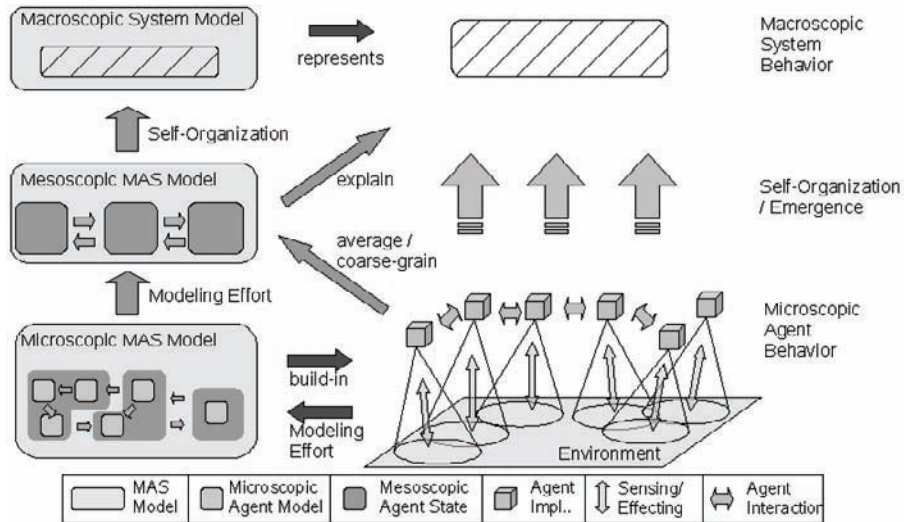 Macroscopic System Model
represents
Macroscopic
System
Behavior
Self-Organization
Mesoscopic MAS Model
explain
Self-Organization
/ Emergence
average /
coarse-grain
Modeling Effort
Microscopic MAS Model
build-in
Modeling
Effort
Microscopic
Agent
Behavior
Environment
MAS
Model
Microscopic
Agent Model
Mesoscopic
Agent State
Agent
Impl..
Sensing/
Effecting
Agent
Interaction